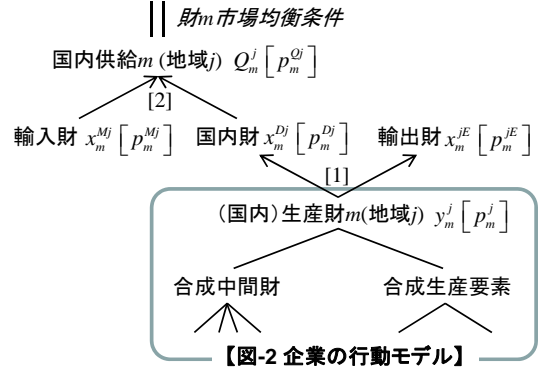 財m市場均衡条件
国内供給m (地域j) Q_m^j [p_m^{Qj}]
[2]
輸入財 x_m^{Mj} [p_m^{Mj}] 国内財 x_m^{Dj} [p_m^{Dj}] 輸出財 x_m^{jE} [p_m^{jE}]
[1]
(国内)生産財m(地域j) y_m^j [p_m^j]
合成中間財 合成生産要素
【図-2 企業の行動モデル】